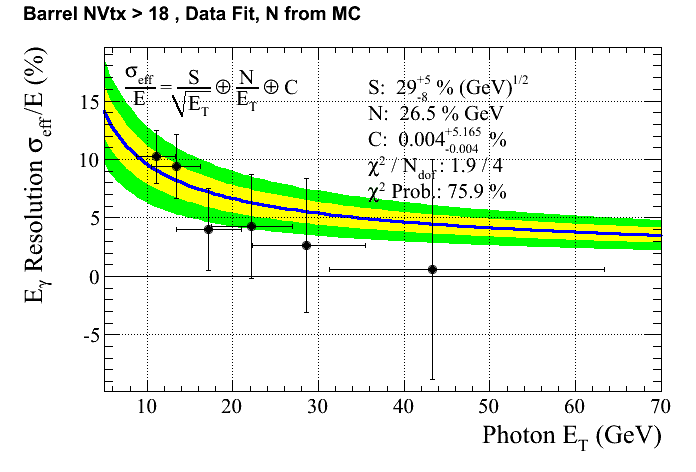 Barrel NVtx > 18 , Data Fit, N from MC
σeff/E = S/√ET ⊕ N/ET ⊕ C
S: 29 +5 -8 % (GeV)1/2
N: 26.5 % GeV
C: 0.004 +5.165 -0.004 %
χ2 / Ndof: 1.9 / 4
χ2 Prob.: 75.9 %
Eγ Resolution σeff/E (%)
15
10
5
0
-5
10 20 30 40 50 60 70
Photon ET (GeV)